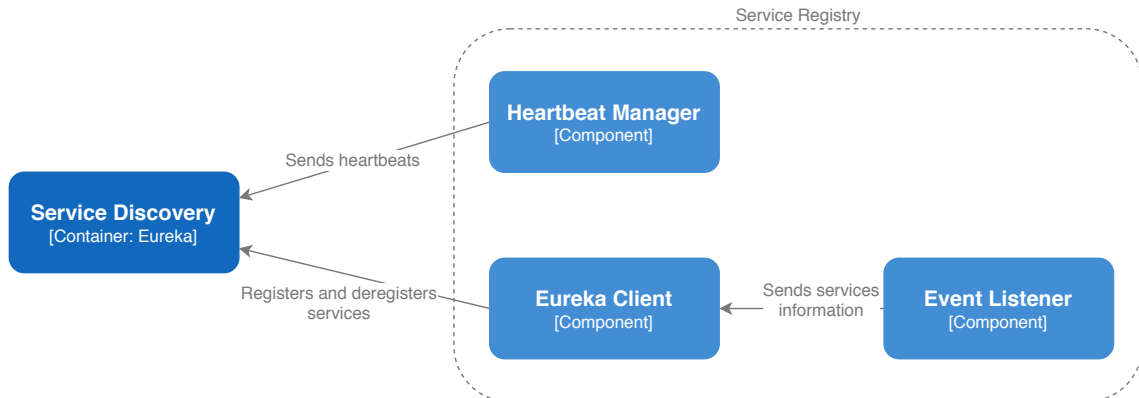 Service Registry
Heartbeat Manager
[Component]
Sends heartbeats
Service Discovery
[Container: Eureka]
Registers and deregisters
services
Eureka Client
[Component]
Sends services
information
Event Listener
[Component]